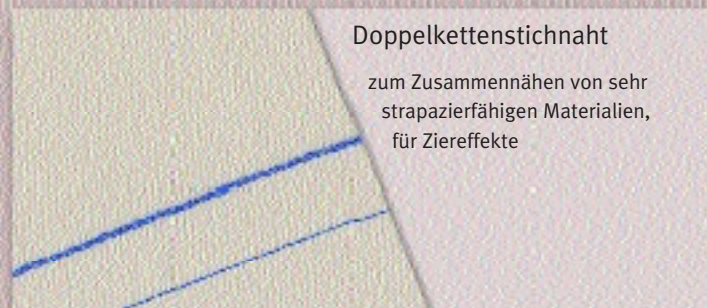 Doppelkettenstichnaht
zum Zusammennähen von sehr
strapazierfähigen Materialien,
für Ziereffekte